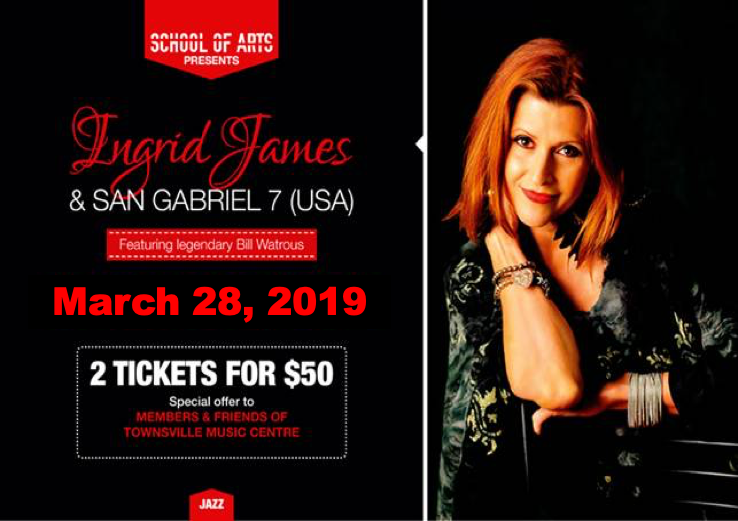 SCHOOL OF ARTS
PRESENTS
Ingrid James
& SAN GABRIEL 7 (USA)
Featuring legendary Bill Watrous
March 28, 2019
2 TICKETS FOR $50
Special offer to
MEMBERS & FRIENDS OF
TOWNSVILLE MUSIC CENTRE
JAZZ